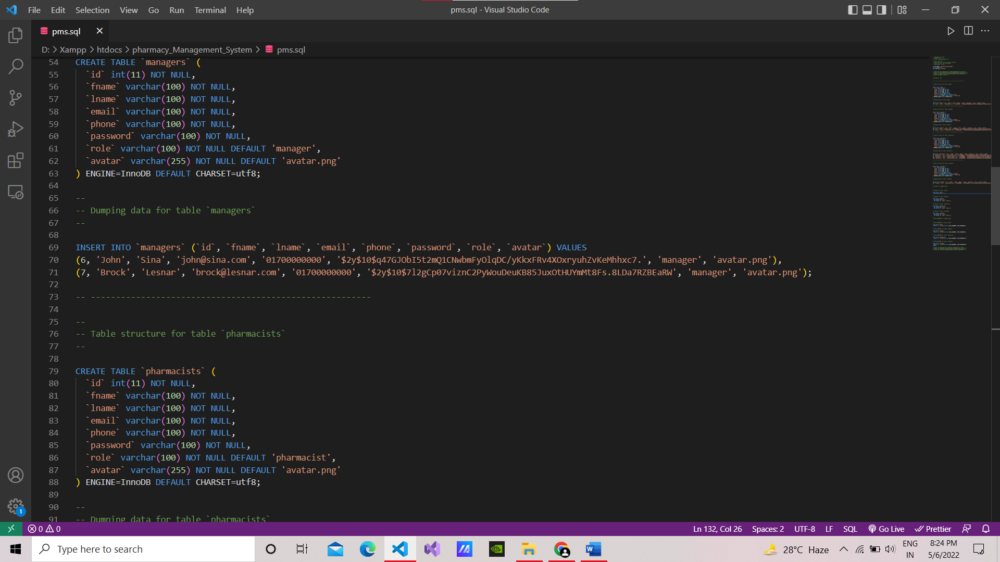 File Edit Selection View Go Run Terminal Help
pms.sql - Visual Studio Code
pms.sql
D: > Xampp > htdocs > pharmacy_Management_System > pms.sql
54 CREATE TABLE `managers` (
55 `id` int(11) NOT NULL,
56 `fname` varchar(100) NOT NULL,
57 `lname` varchar(100) NOT NULL,
58 `email` varchar(100) NOT NULL,
59 `phone` varchar(100) NOT NULL,
60 `password` varchar(100) NOT NULL,
61 `role` varchar(100) NOT NULL DEFAULT 'manager',
62 `avatar` varchar(255) NOT NULL DEFAULT 'avatar.png'
63 ) ENGINE=InnoDB DEFAULT CHARSET=utf8;
64
65 --
66 -- Dumping data for table `managers`
67 --
68
69 INSERT INTO `managers` (`id`, `fname`, `lname`, `email`, `phone`, `password`, `role`, `avatar`) VALUES
70 (6, 'John', 'Sina', 'john@sina.com', '01700000000', '$2y$10$q47GJObI5t2mQ1CNwbmFyOlqDC/yKkxFRv4XOxryuhZvKeMhhxc7.', 'manager', 'avatar.png'),
71 (7, 'Brock', 'Lesnar', 'brock@lesnar.com', '01700000000', '$2y$10$7l2gCp07viznC2PyWouDeuKB85JuxOtHUYmMt8Fs.8LDa7RZBEaRW', 'manager', 'avatar.png');
72
73 -- --------------------------------------------------------
74
75 --
76 -- Table structure for table `pharmacists`
77 --
78
79 CREATE TABLE `pharmacists` (
80 `id` int(11) NOT NULL,
81 `fname` varchar(100) NOT NULL,
82 `lname` varchar(100) NOT NULL,
83 `email` varchar(100) NOT NULL,
84 `phone` varchar(100) NOT NULL,
85 `password` varchar(100) NOT NULL,
86 `role` varchar(100) NOT NULL DEFAULT 'pharmacist',
87 `avatar` varchar(255) NOT NULL DEFAULT 'avatar.png'
88 ) ENGINE=InnoDB DEFAULT CHARSET=utf8;
89
90 --
91 -- Dumping data for table `pharmacists`
1
0 0
Ln 132, Col 26 Spaces: 2 UTF-8 LF SQL Go Live Prettier
Type here to search
28°C Haze
ENG
IN
8:24 PM
5/6/2022